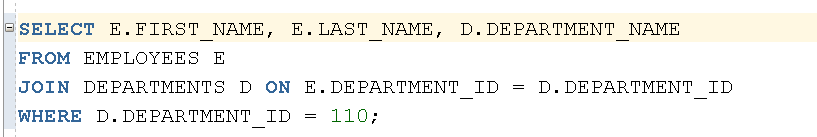 SELECT E.FIRST_NAME, E.LAST_NAME, D.DEPARTMENT_NAME
FROM EMPLOYEES E
JOIN DEPARTMENTS D ON E.DEPARTMENT_ID = D.DEPARTMENT_ID
WHERE D.DEPARTMENT_ID = 110;